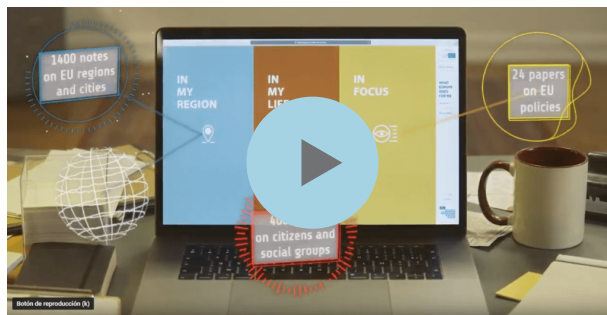 1400 notes
on EU regions
and cities
IN
MY
REGION
IN
MY
LIFE
IN
FOCUS
24 papers
on EU
policies
on citizens and
social groups
Botón de reproducción (k)